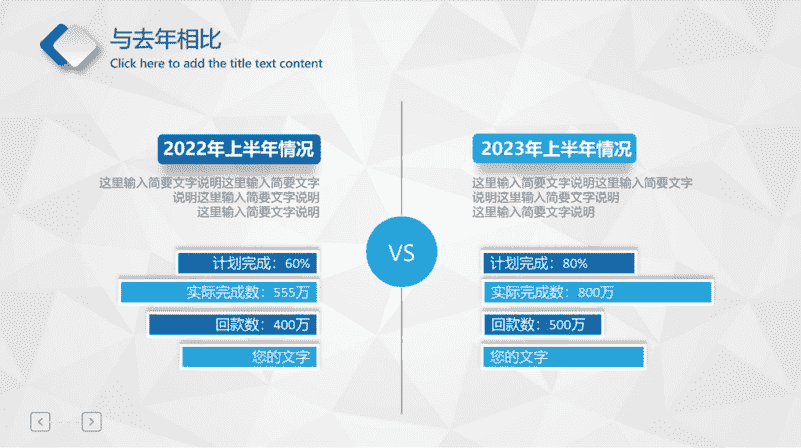 与去年相比
Click here to add the title text content
2022年上半年情况
这里输入简要文字说明这里输入简要文字
说明这里输入简要文字说明
这里输入简要文字说明
计划完成：60%
实际完成数：555万
回款数：400万
您的文字
VS
2023年上半年情况
这里输入简要文字说明这里输入简要文字
说明这里输入简要文字说明
这里输入简要文字说明
计划完成：80%
实际完成数：800万
回款数：500万
您的文字